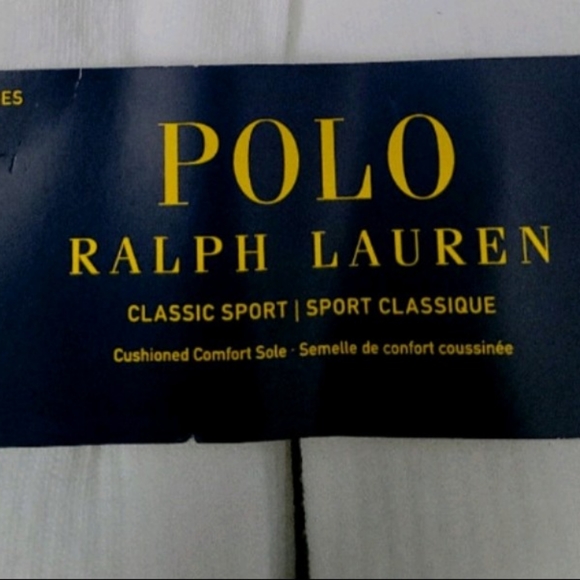 ES
POLO
RALPH LAUREN
CLASSIC SPORT | SPORT CLASSIQUE
Cushioned Comfort Sole · Semelle de confort coussinée